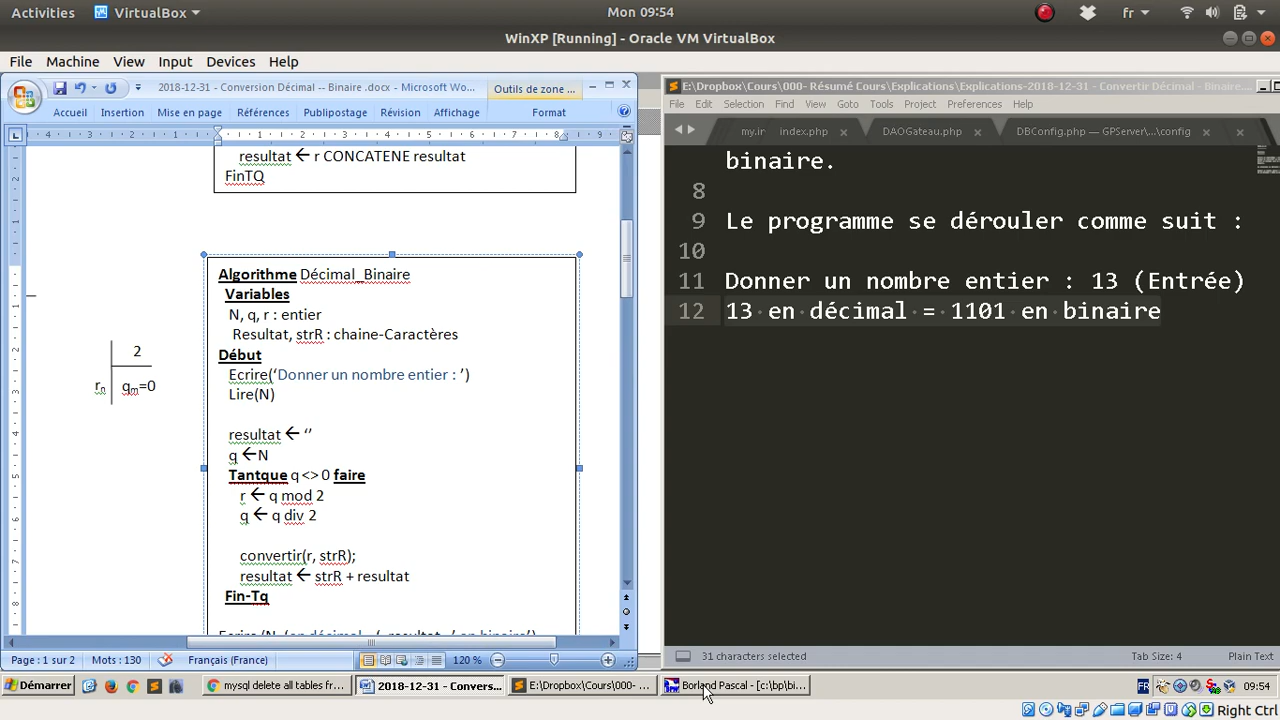 Activities VirtualBox Mon 09:54 fr
WinXP [Running] - Oracle VM VirtualBox
File Machine View Input Devices Help
2018-12-31 - Conversion Décimal -- Binaire .docx - Microsoft Wo... Outils de zone ...
Accueil Insertion Mise en page Références Publipostage Révision Affichage Format
resultat ← r CONCATENE resultat
FinTQ
Algorithme Décimal_Binaire
Variables
N, q, r : entier
Resultat, strR : chaine-Caractères
Début
Ecrire('Donner un nombre entier : ')
Lire(N)
resultat ← ''
q ←N
Tantque q <> 0 faire
r ← q mod 2
q ← q div 2
convertir(r, strR);
resultat ← strR + resultat
Fin-Tq
2
rn qm=0
Page : 1 sur 2 Mots : 130 Français (France) 120 %
E:\Dropbox\Cours\000- Résumé Cours\Explications\Explications-2018-12-31 - Convertir Décimal - Binaire...
File Edit Selection Find View Goto Tools Project Preferences Help
my.ir index.php DAOGateau.php DBConfig.php — GPServer\...\config
binaire.
8
9 Le programme se dérouler comme suit :
10
11 Donner un nombre entier : 13 (Entrée)
12 13 en décimal = 1101 en binaire
31 characters selected Tab Size: 4 Plain Text
Démarrer mysql delete all tables fr... 2018-12-31 - Convers... E:\Dropbox\Cours\000- ... Borland Pascal - [c:\bp\bi... FR 09:54
Right Ctrl